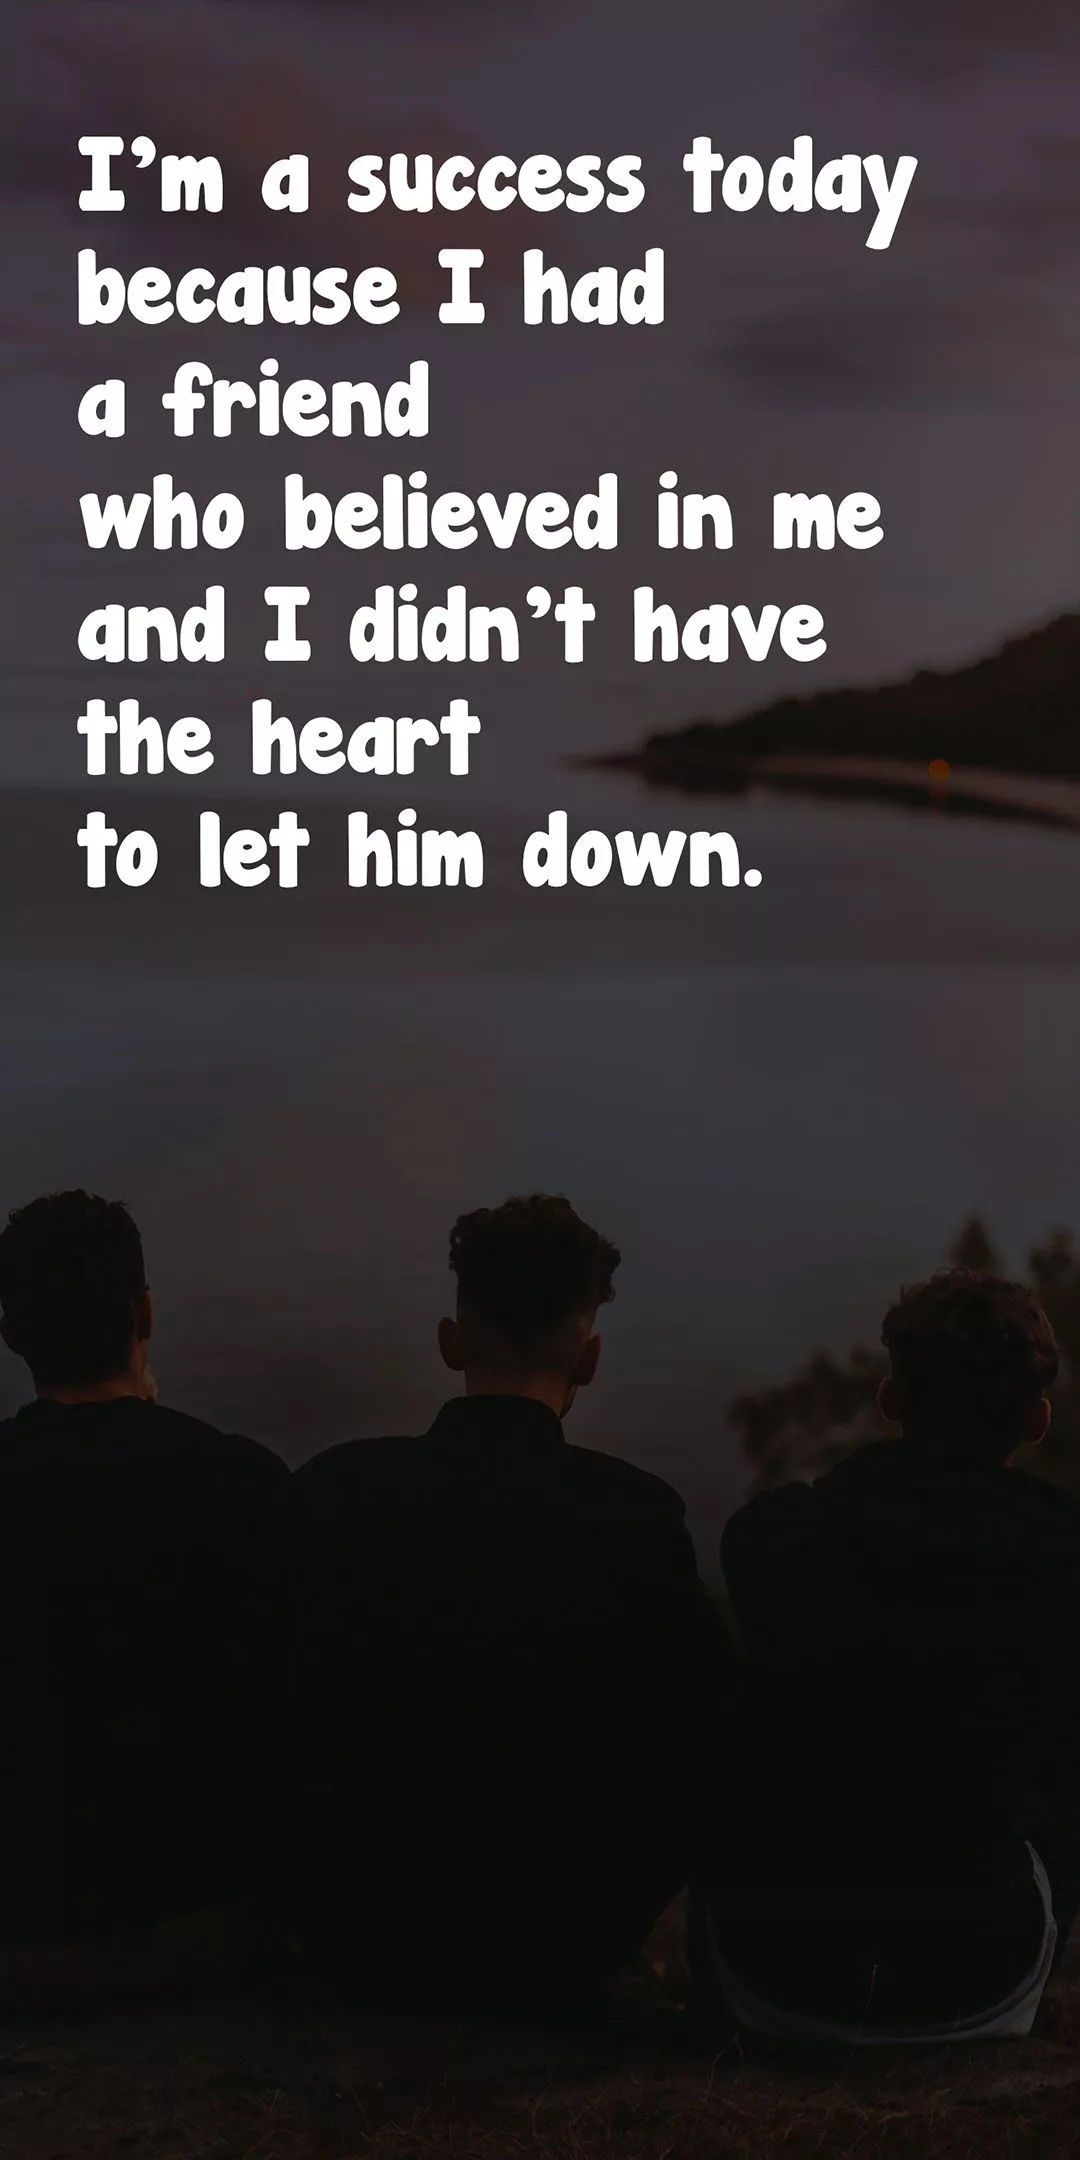 I’m a success today
because I had
a friend
who believed in me
and I didn’t have
the heart
to let him down.